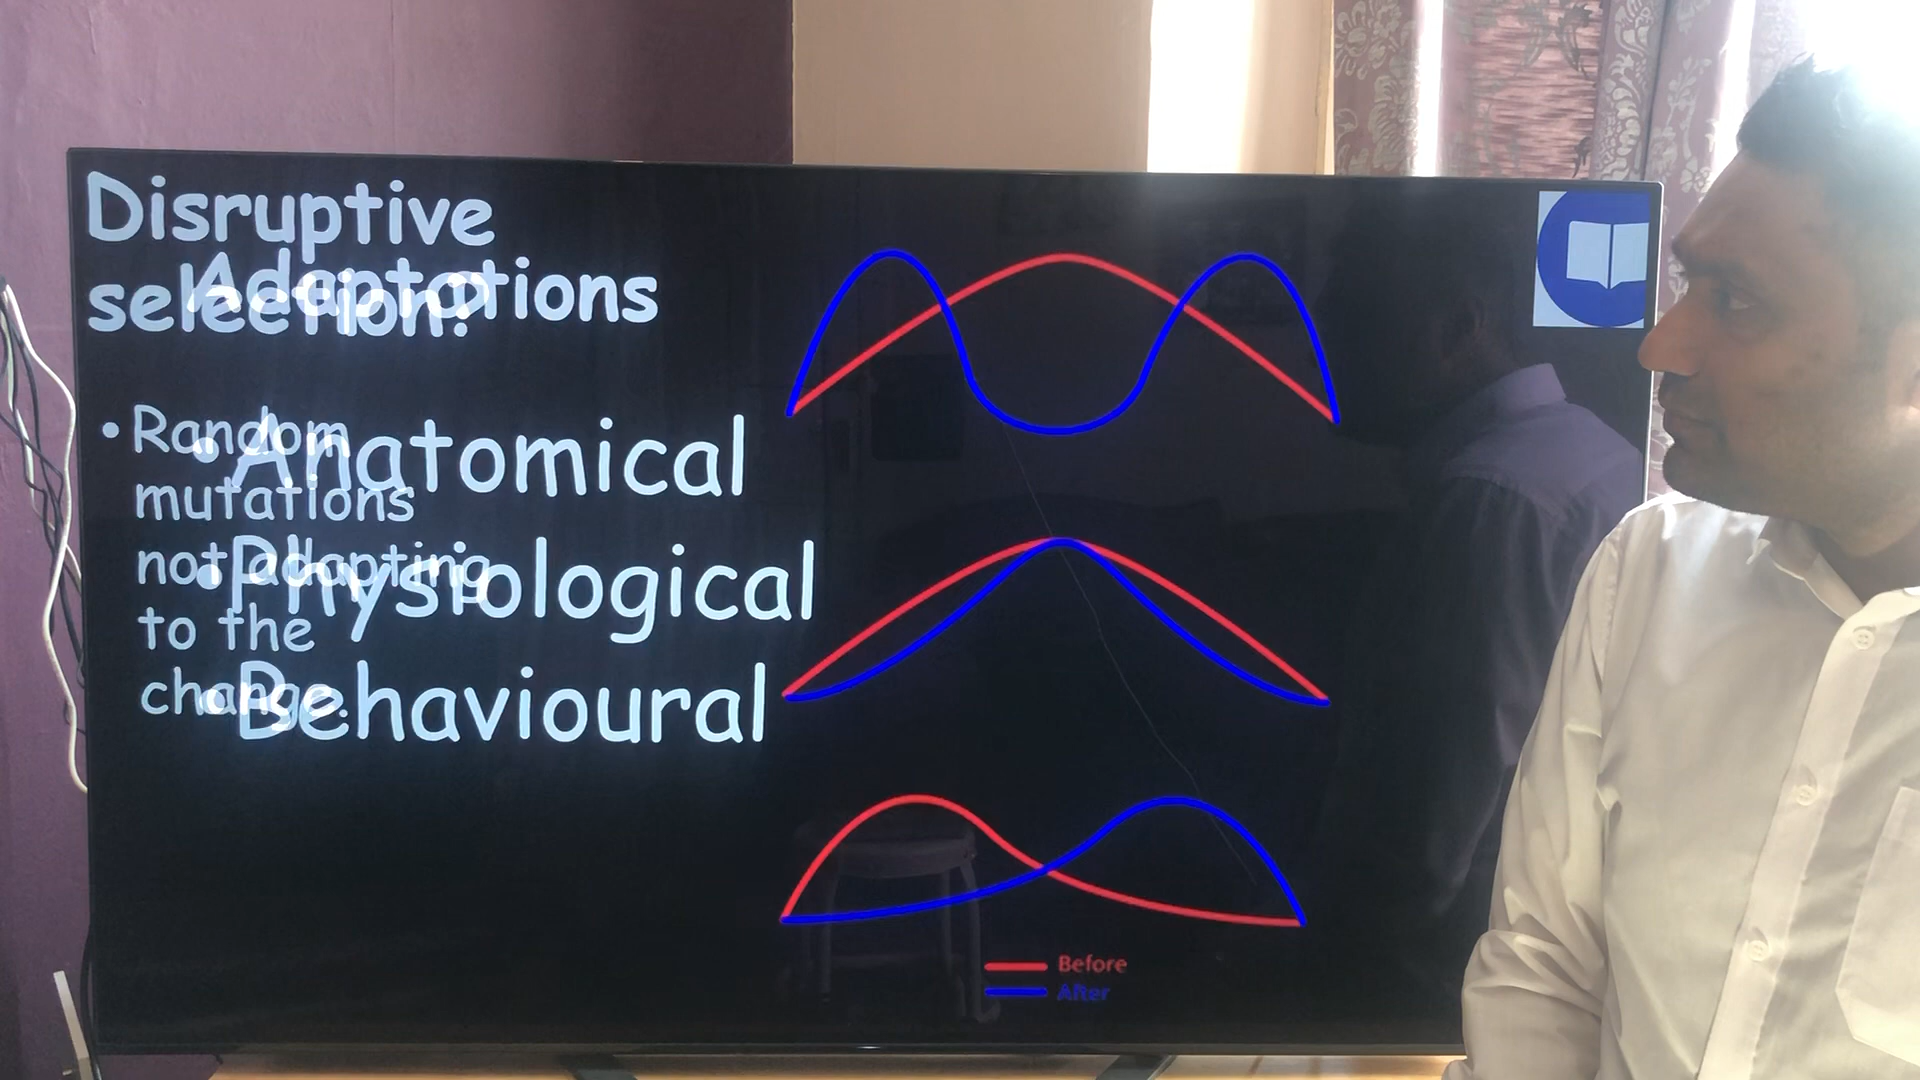 Disruptive
selection?
Adaptations
• Random
mutations
not adapting
to the
change.
• Anatomical
• Physiological
• Behavioural
Before
After